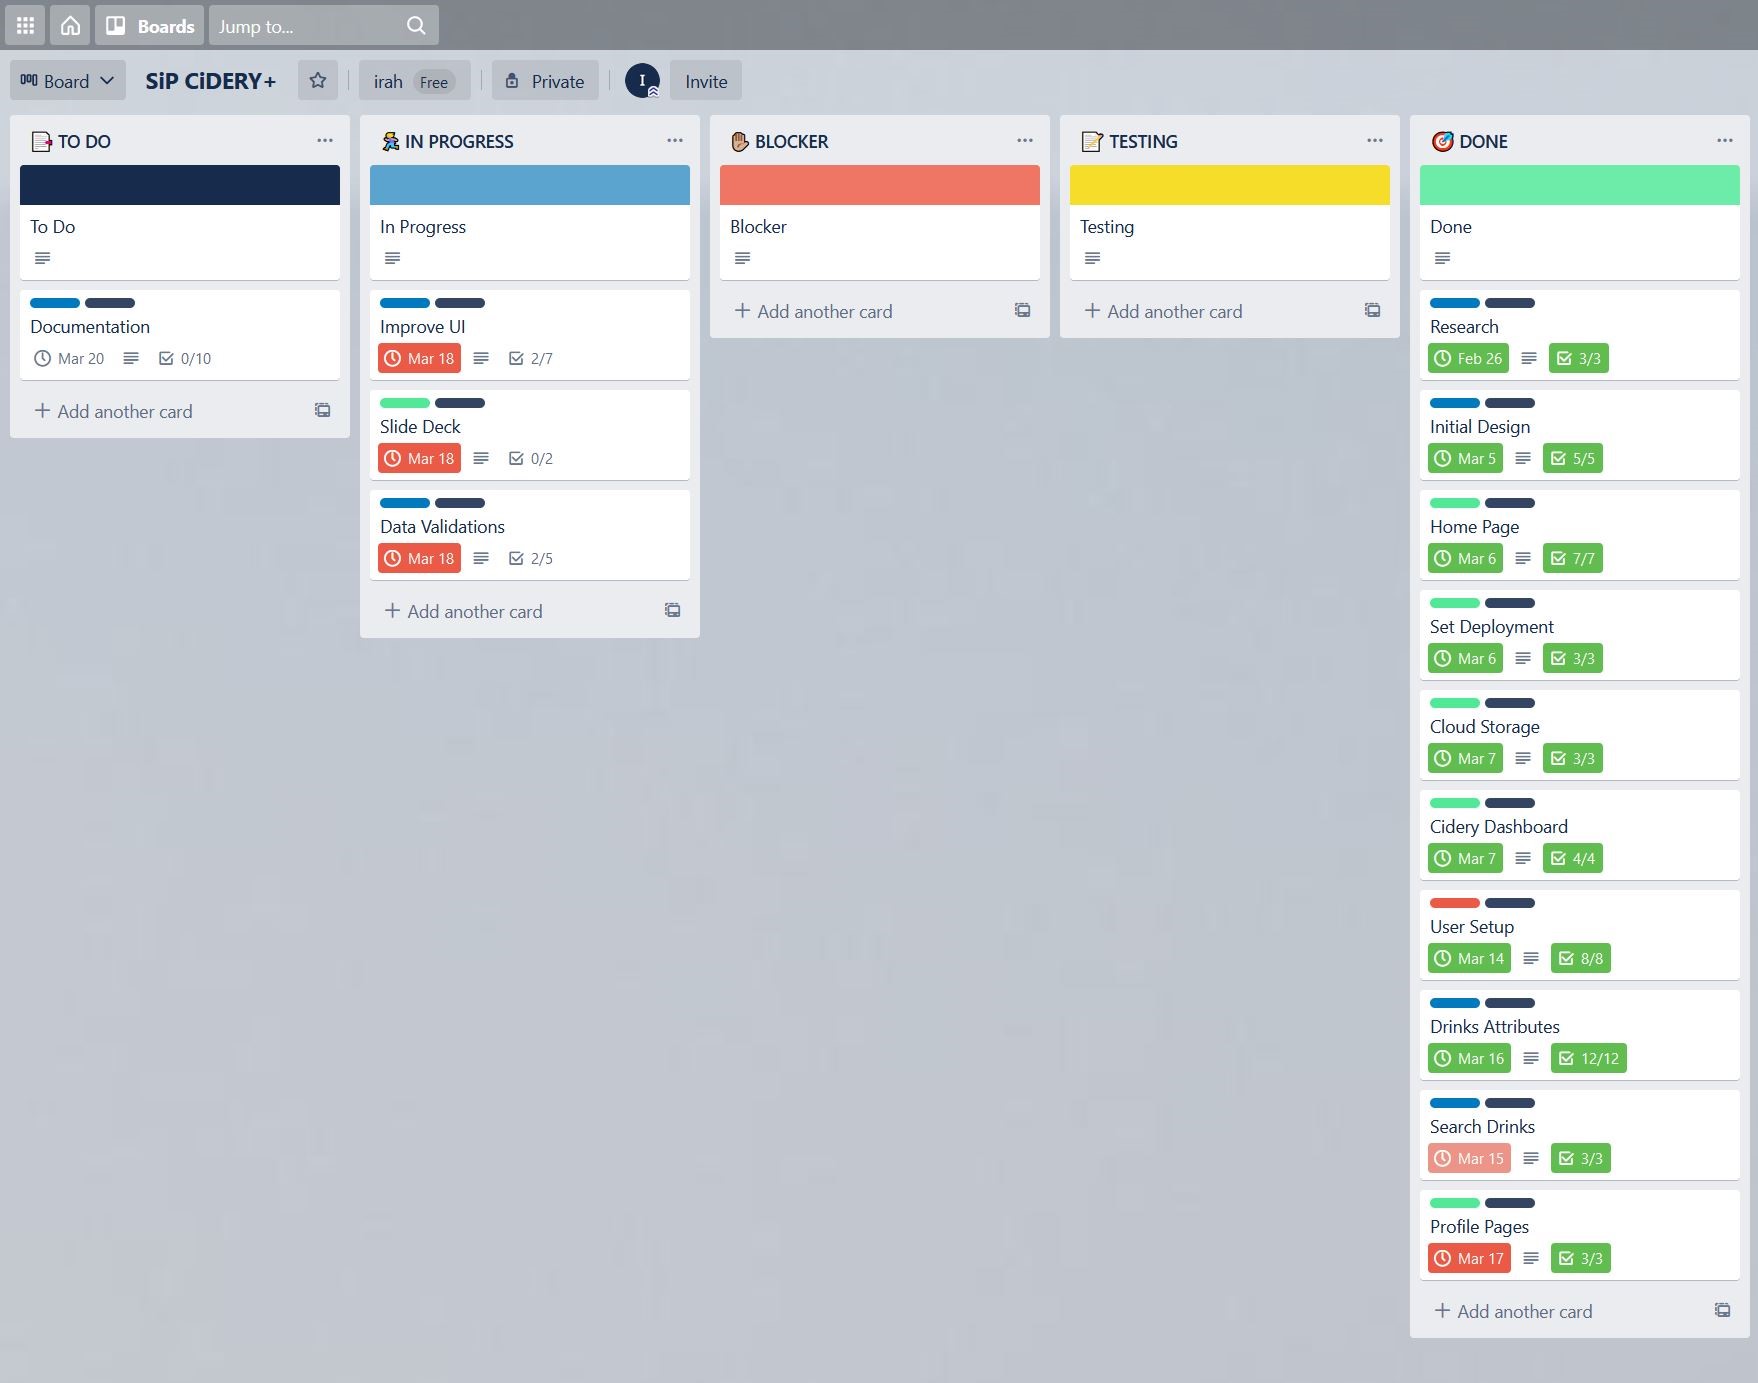 Boards
Jump to...
Board
SiP CiDERY+
irah Free
Private
I
Invite
TO DO
To Do
Documentation
Mar 20 0/10
+ Add another card
IN PROGRESS
In Progress
Improve UI
Mar 18 2/7
Slide Deck
Mar 18 0/2
Data Validations
Mar 18 2/5
+ Add another card
BLOCKER
Blocker
+ Add another card
TESTING
Testing
+ Add another card
DONE
Done
Research
Feb 26 3/3
Initial Design
Mar 5 5/5
Home Page
Mar 6 7/7
Set Deployment
Mar 6 3/3
Cloud Storage
Mar 7 3/3
Cidery Dashboard
Mar 7 4/4
User Setup
Mar 14 8/8
Drinks Attributes
Mar 16 12/12
Search Drinks
Mar 15 3/3
Profile Pages
Mar 17 3/3
+ Add another card